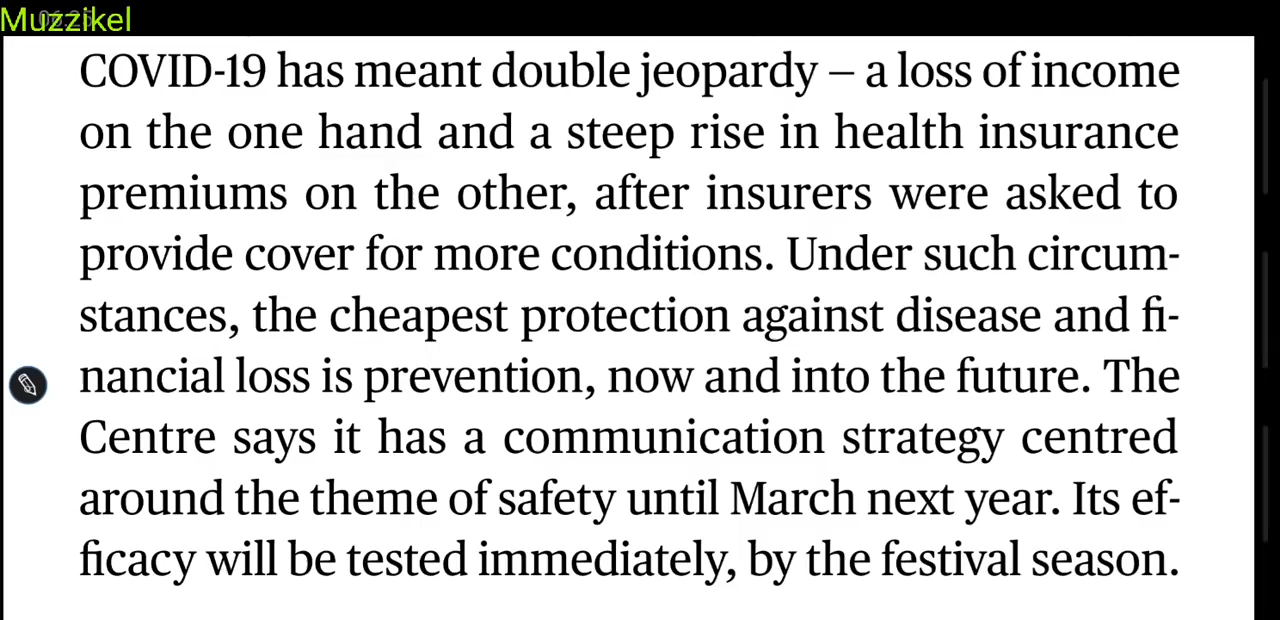 Muzzikel
COVID-19 has meant double jeopardy – a loss of income
on the one hand and a steep rise in health insurance
premiums on the other, after insurers were asked to
provide cover for more conditions. Under such circum-
stances, the cheapest protection against disease and fi-
nancial loss is prevention, now and into the future. The
Centre says it has a communication strategy centred
around the theme of safety until March next year. Its ef-
ficacy will be tested immediately, by the festival season.